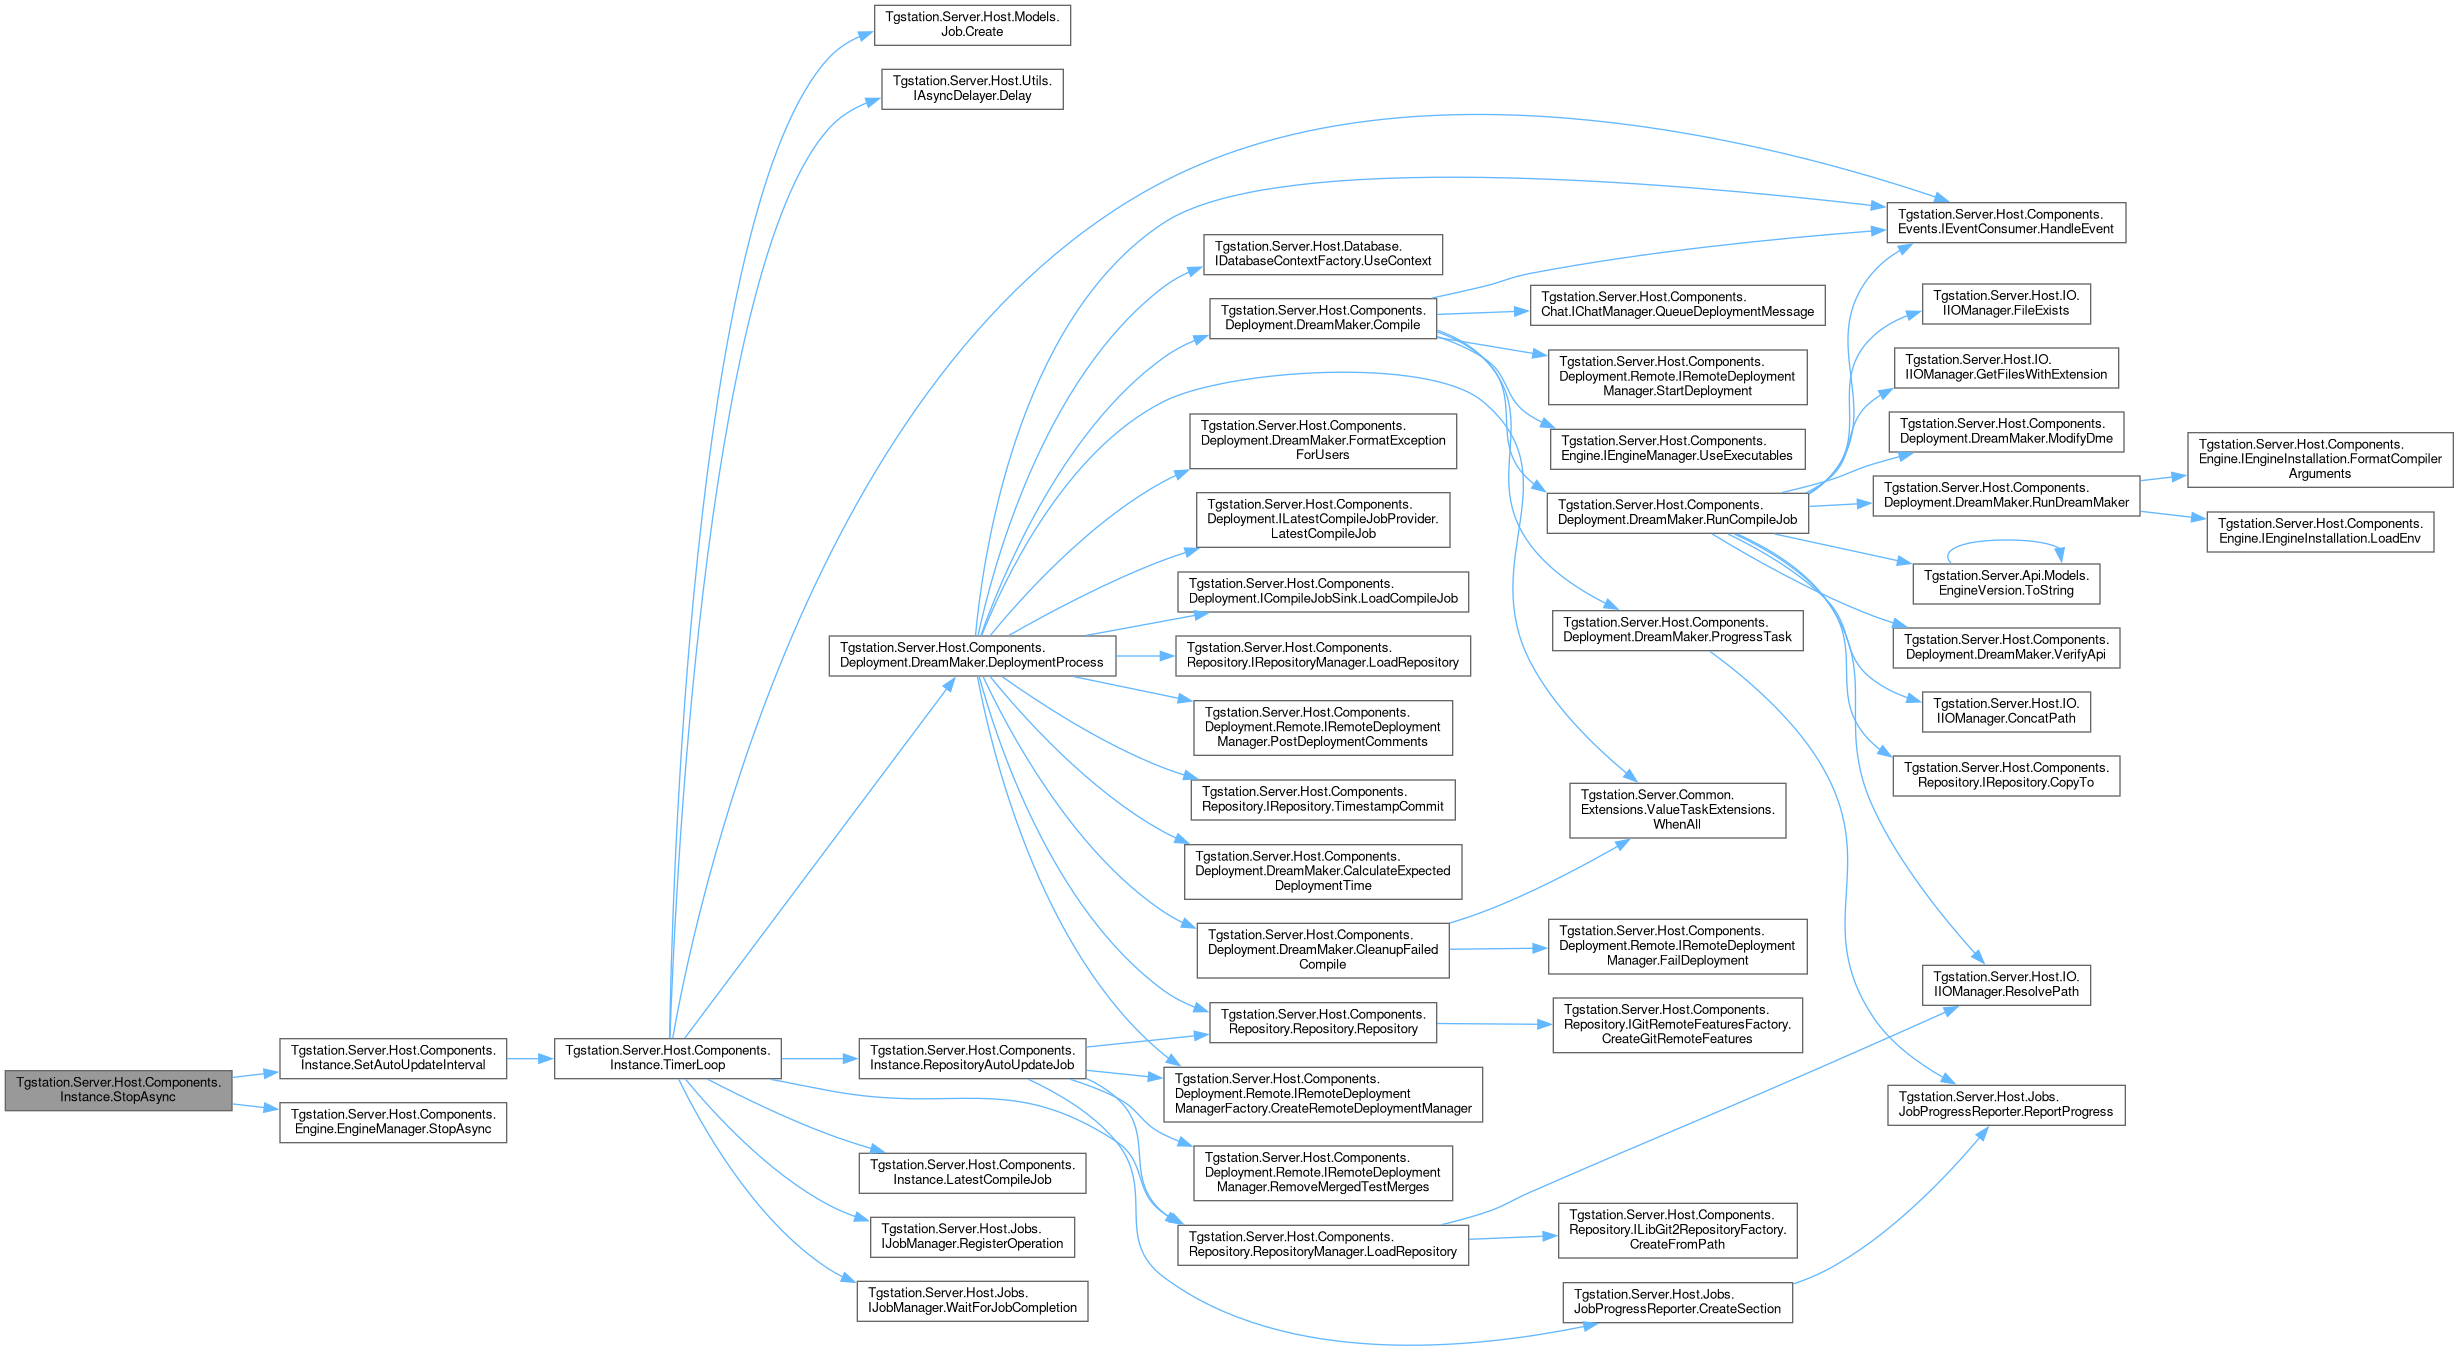 Tgstation.Server.Host.Components.
Instance.StopAsync
Tgstation.Server.Host.Components.
Instance.SetAutoUpdateInterval
Tgstation.Server.Host.Components.
Engine.EngineManager.StopAsync
Tgstation.Server.Host.Components.
Instance.TimerLoop
Tgstation.Server.Host.Models.
Job.Create
Tgstation.Server.Host.Utils.
IAsyncDelayer.Delay
Tgstation.Server.Host.Components.
Deployment.DreamMaker.DeploymentProcess
Tgstation.Server.Host.Components.
Instance.RepositoryAutoUpdateJob
Tgstation.Server.Host.Components.
Instance.LatestCompileJob
Tgstation.Server.Host.Jobs.
IJobManager.RegisterOperation
Tgstation.Server.Host.Jobs.
IJobManager.WaitForJobCompletion
Tgstation.Server.Host.Database.
IDatabaseContextFactory.UseContext
Tgstation.Server.Host.Components.
Deployment.DreamMaker.Compile
Tgstation.Server.Host.Components.
Deployment.DreamMaker.FormatException
ForUsers
Tgstation.Server.Host.Components.
Deployment.ILatestCompileJobProvider.
LatestCompileJob
Tgstation.Server.Host.Components.
Deployment.ICompileJobSink.LoadCompileJob
Tgstation.Server.Host.Components.
Repository.IRepositoryManager.LoadRepository
Tgstation.Server.Host.Components.
Deployment.Remote.IRemoteDeployment
Manager.PostDeploymentComments
Tgstation.Server.Host.Components.
Repository.IRepository.TimestampCommit
Tgstation.Server.Host.Components.
Deployment.DreamMaker.CalculateExpected
DeploymentTime
Tgstation.Server.Host.Components.
Deployment.DreamMaker.CleanupFailed
Compile
Tgstation.Server.Host.Components.
Repository.Repository.Repository
Tgstation.Server.Host.Components.
Deployment.Remote.IRemoteDeployment
ManagerFactory.CreateRemoteDeploymentManager
Tgstation.Server.Host.Components.
Deployment.Remote.IRemoteDeployment
Manager.RemoveMergedTestMerges
Tgstation.Server.Host.Components.
Repository.RepositoryManager.LoadRepository
Tgstation.Server.Host.Components.
Chat.IChatManager.QueueDeploymentMessage
Tgstation.Server.Host.Components.
Deployment.Remote.IRemoteDeployment
Manager.StartDeployment
Tgstation.Server.Host.Components.
Engine.IEngineManager.UseExecutables
Tgstation.Server.Host.Components.
Deployment.DreamMaker.RunCompileJob
Tgstation.Server.Host.Components.
Deployment.DreamMaker.ProgressTask
Tgstation.Server.Common.
Extensions.ValueTaskExtensions.
WhenAll
Tgstation.Server.Host.Components.
Deployment.Remote.IRemoteDeployment
Manager.FailDeployment
Tgstation.Server.Host.Components.
Repository.IGitRemoteFeaturesFactory.
CreateGitRemoteFeatures
Tgstation.Server.Host.Components.
Repository.ILibGit2RepositoryFactory.
CreateFromPath
Tgstation.Server.Host.Jobs.
JobProgressReporter.CreateSection
Tgstation.Server.Host.Components.
Events.IEventConsumer.HandleEvent
Tgstation.Server.Host.IO.
IIOManager.FileExists
Tgstation.Server.Host.IO.
IIOManager.GetFilesWithExtension
Tgstation.Server.Host.Components.
Deployment.DreamMaker.ModifyDme
Tgstation.Server.Host.Components.
Deployment.DreamMaker.RunDreamMaker
Tgstation.Server.Api.Models.
EngineVersion.ToString
Tgstation.Server.Host.Components.
Deployment.DreamMaker.VerifyApi
Tgstation.Server.Host.IO.
IIOManager.ConcatPath
Tgstation.Server.Host.Components.
Repository.IRepository.CopyTo
Tgstation.Server.Host.IO.
IIOManager.ResolvePath
Tgstation.Server.Host.Jobs.
JobProgressReporter.ReportProgress
Tgstation.Server.Host.Components.
Engine.IEngineInstallation.FormatCompiler
Arguments
Tgstation.Server.Host.Components.
Engine.IEngineInstallation.LoadEnv